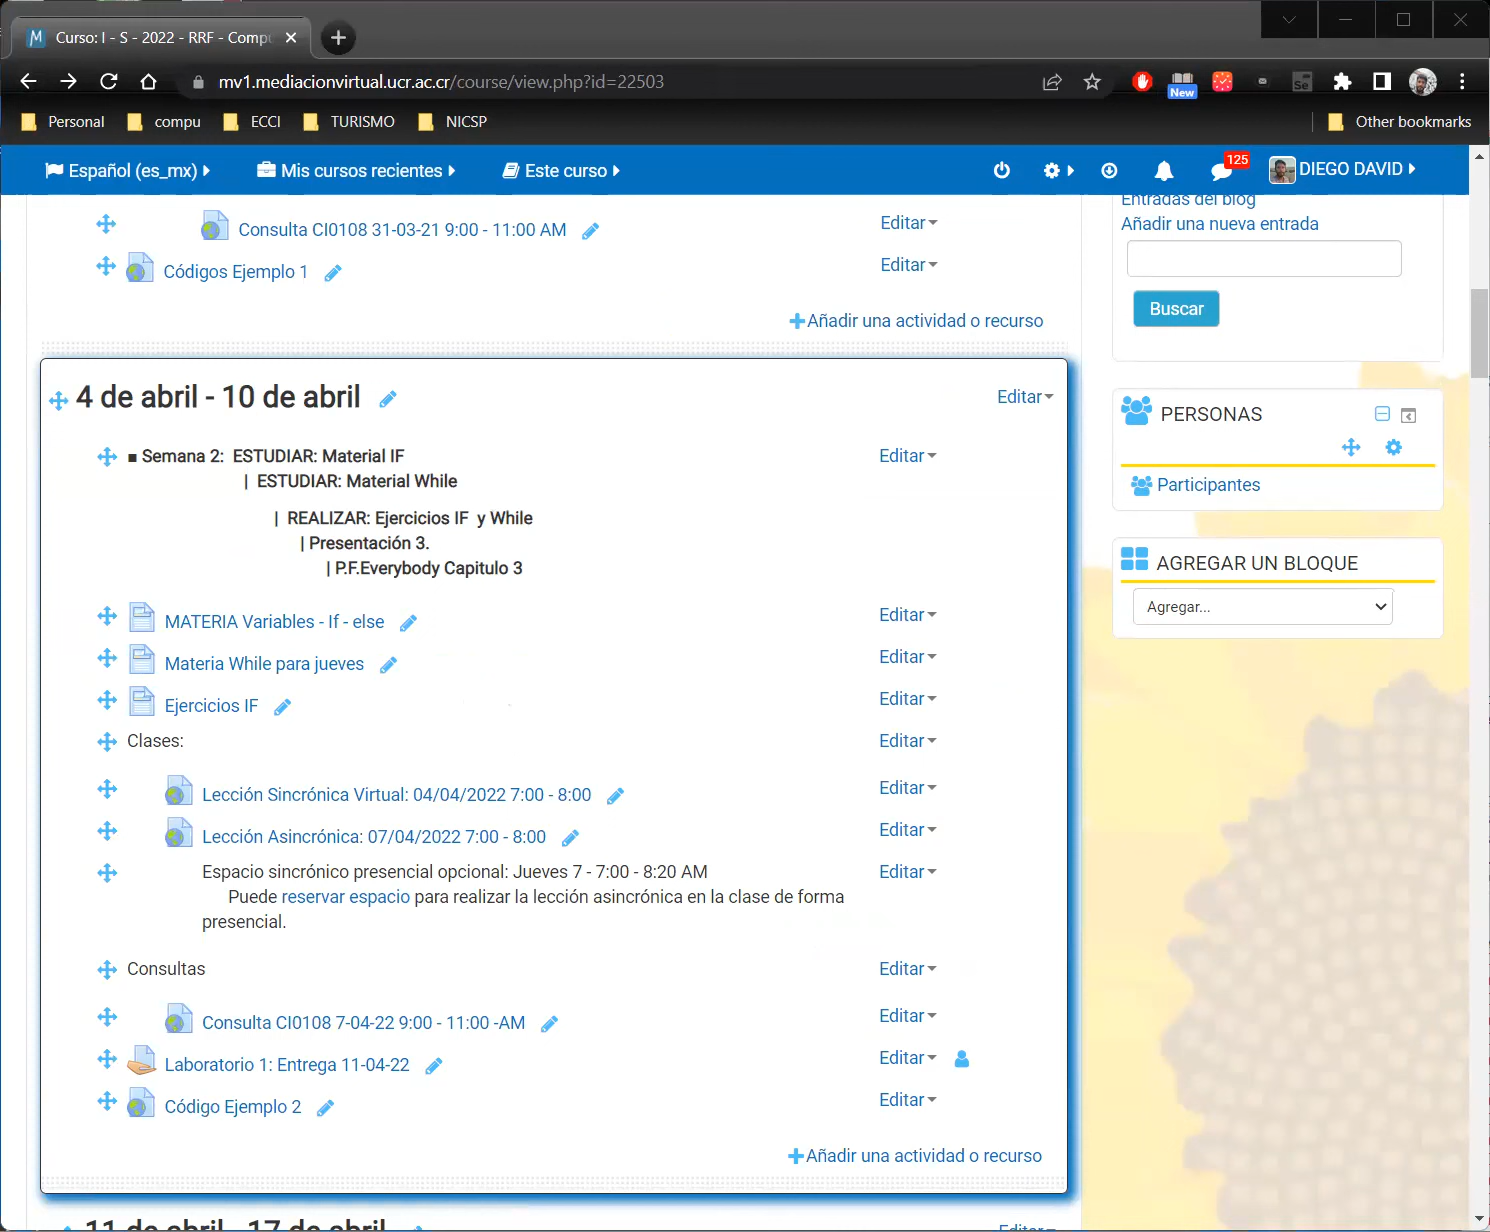 Curso: I - S - 2022 - RRF - Compu
mv1.mediacionvirtual.ucr.ac.cr/course/view.php?id=22503
New
Se
Personal compu ECCI TURISMO NICSP Other bookmarks
Español (es_mx) Mis cursos recientes Este curso 125 DIEGO DAVID
Consulta CI0108 31-03-21 9:00 - 11:00 AM Editar
Códigos Ejemplo 1 Editar
Añadir una actividad o recurso
4 de abril - 10 de abril Editar
■ Semana 2: ESTUDIAR: Material IF Editar
| ESTUDIAR: Material While
| REALIZAR: Ejercicios IF y While
| Presentación 3.
| P.F.Everybody Capitulo 3
MATERIA Variables - If - else Editar
Materia While para jueves Editar
Ejercicios IF Editar
Clases: Editar
Lección Sincrónica Virtual: 04/04/2022 7:00 - 8:00 Editar
Lección Asincrónica: 07/04/2022 7:00 - 8:00 Editar
Espacio sincrónico presencial opcional: Jueves 7 - 7:00 - 8:20 AM Editar
Puede reservar espacio para realizar la lección asincrónica en la clase de forma
presencial.
Consultas Editar
Consulta CI0108 7-04-22 9:00 - 11:00 -AM Editar
Laboratorio 1: Entrega 11-04-22 Editar
Código Ejemplo 2 Editar
Añadir una actividad o recurso
11 de abril - 17 de abril Editar
Entradas del blog
Añadir una nueva entrada
Buscar
PERSONAS
Participantes
AGREGAR UN BLOQUE
Agregar...